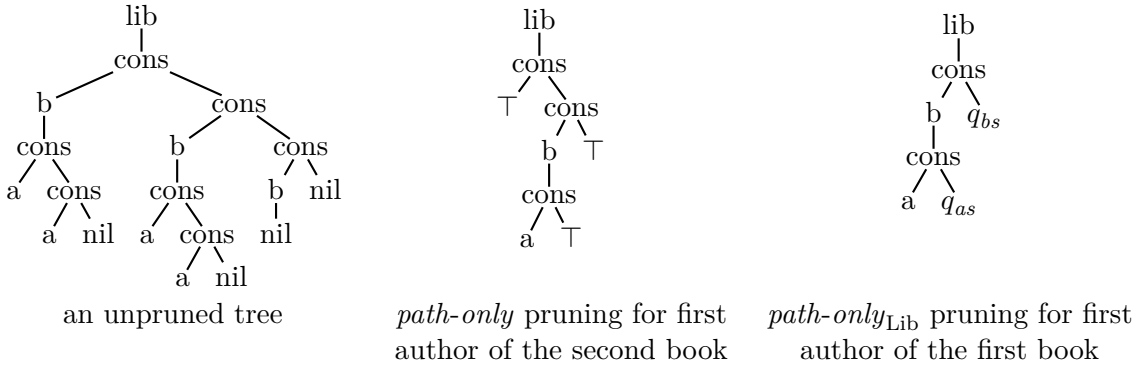 lib lib lib
cons cons cons
b cons ⊤ cons b q_bs
cons b cons b ⊤ cons
a cons cons b nil cons a q_as
a nil a cons nil a ⊤
a nil
an unpruned tree path-only pruning for first path-only_Lib pruning for first
author of the second book author of the first book